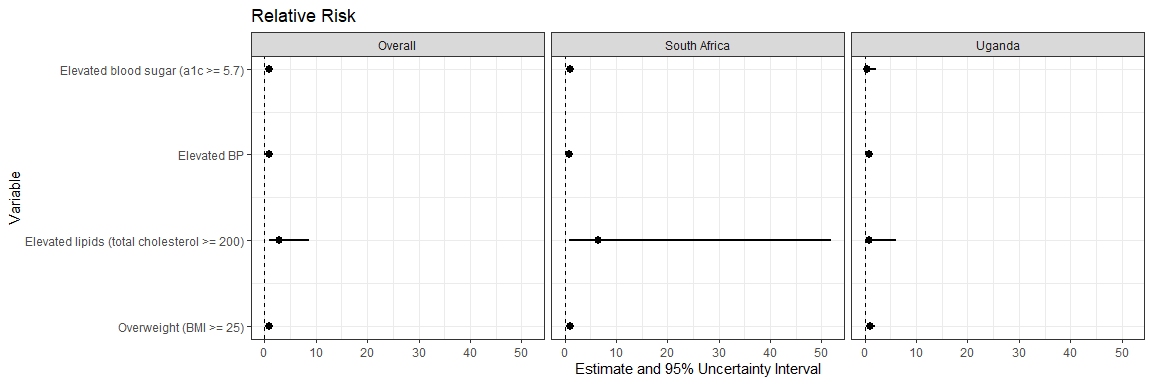 Relative Risk
Overall South Africa Uganda
Elevated blood sugar (a1c >= 5.7)
Elevated BP
Elevated lipids (total cholesterol >= 200)
Overweight (BMI >= 25)
Variable
0 10 20 30 40 50 0 10 20 30 40 50 0 10 20 30 40 50
Estimate and 95% Uncertainty Interval